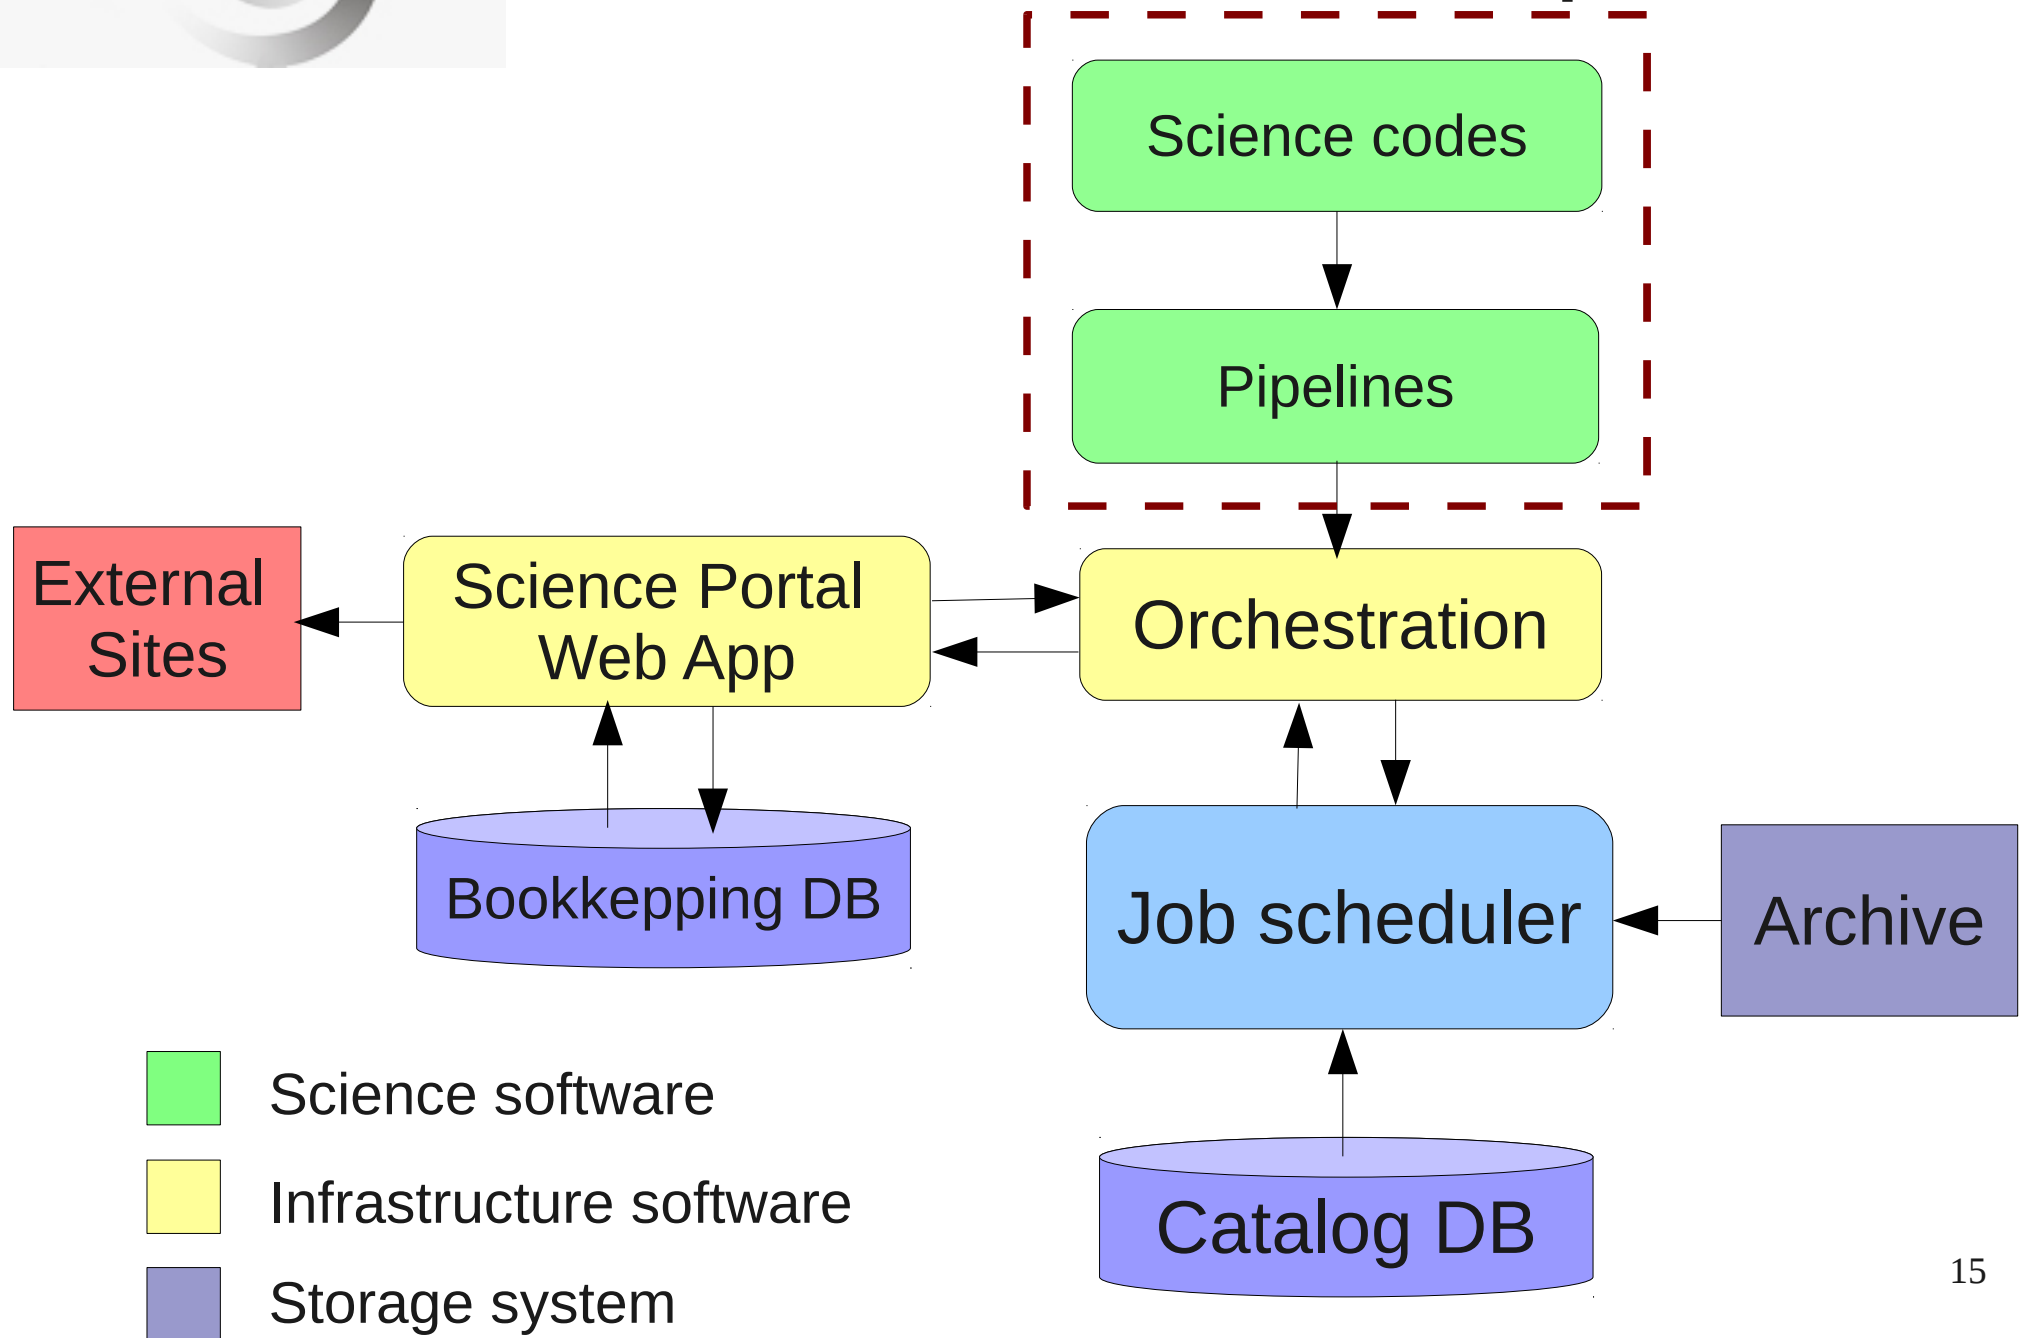 Science codes
Pipelines
External
Sites
Science Portal
Web App
Orchestration
Bookkepping DB
Job scheduler
Archive
Catalog DB
Science software
Infrastructure software
Storage system
15